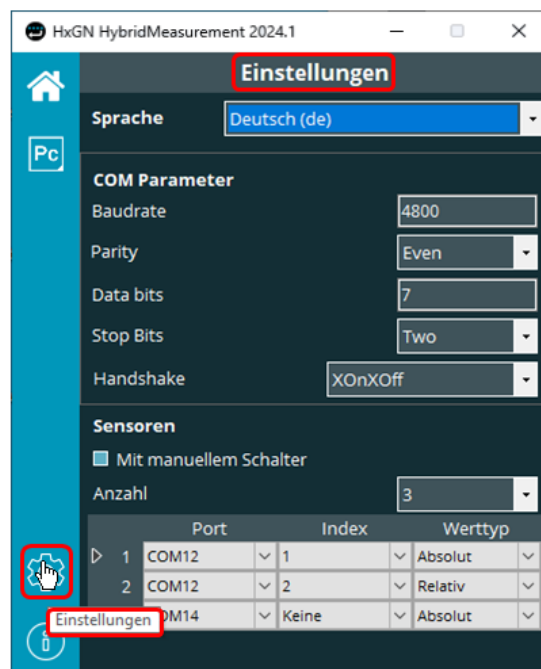 HxGN HybridMeasurement 2024.1
Einstellungen
Sprache Deutsch (de)
Pc
COM Parameter
Baudrate 4800
Parity Even
Data bits 7
Stop Bits Two
Handshake XOnXOff
Sensoren
Mit manuellem Schalter
Anzahl 3
Port Index Werttyp
1 COM12 1 Absolut
2 COM12 2 Relativ
Einstellungen OM14 Keine Absolut
i